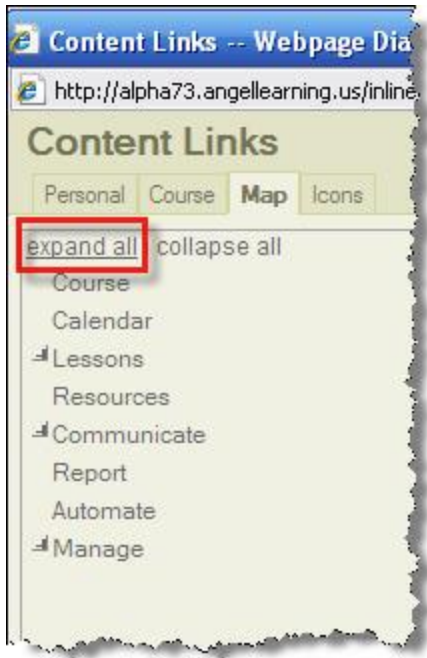 Content Links -- Webpage Dia
http://alpha73.angellearning.us/inline
Content Links
Personal Course Map Icons
expand all collapse all
Course
Calendar
Lessons
Resources
Communicate
Report
Automate
Manage